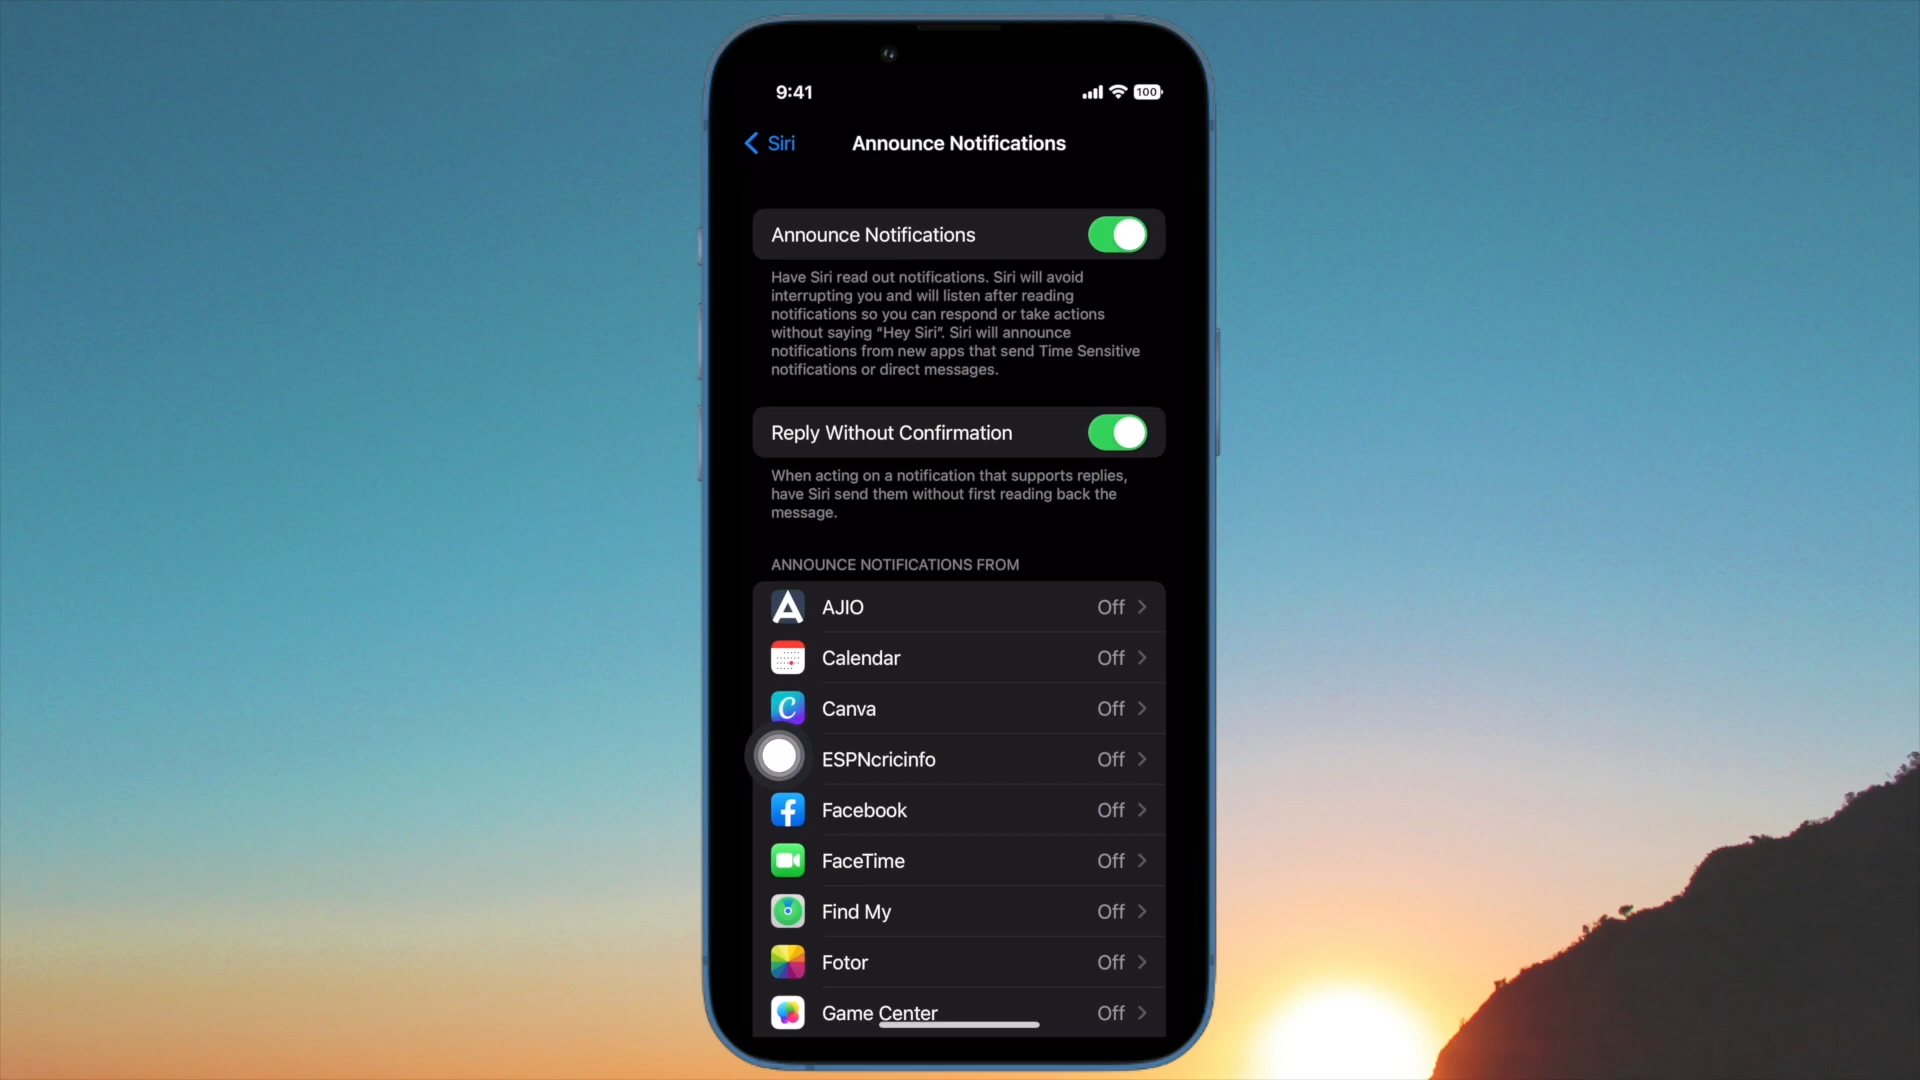 9:41
100
Siri
Announce Notifications
Announce Notifications
Have Siri read out notifications. Siri will avoid
interrupting you and will listen after reading
notifications so you can respond or take actions
without saying “Hey Siri”. Siri will announce
notifications from new apps that send Time Sensitive
notifications or direct messages.
Reply Without Confirmation
When acting on a notification that supports replies,
have Siri send them without first reading back the
message.
ANNOUNCE NOTIFICATIONS FROM
AJIO Off
Calendar Off
Canva Off
ESPNcricinfo Off
Facebook Off
FaceTime Off
Find My Off
Fotor Off
Game Center Off